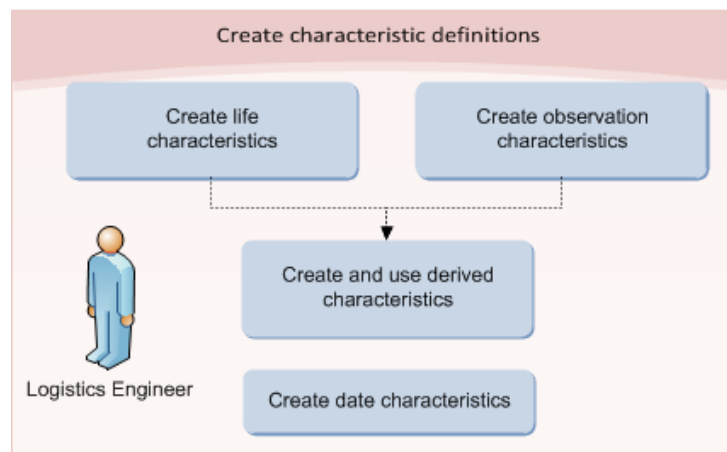 Create characteristic definitions
Create life
characteristics
Create observation
characteristics
Create and use derived
characteristics
Logistics Engineer
Create date characteristics